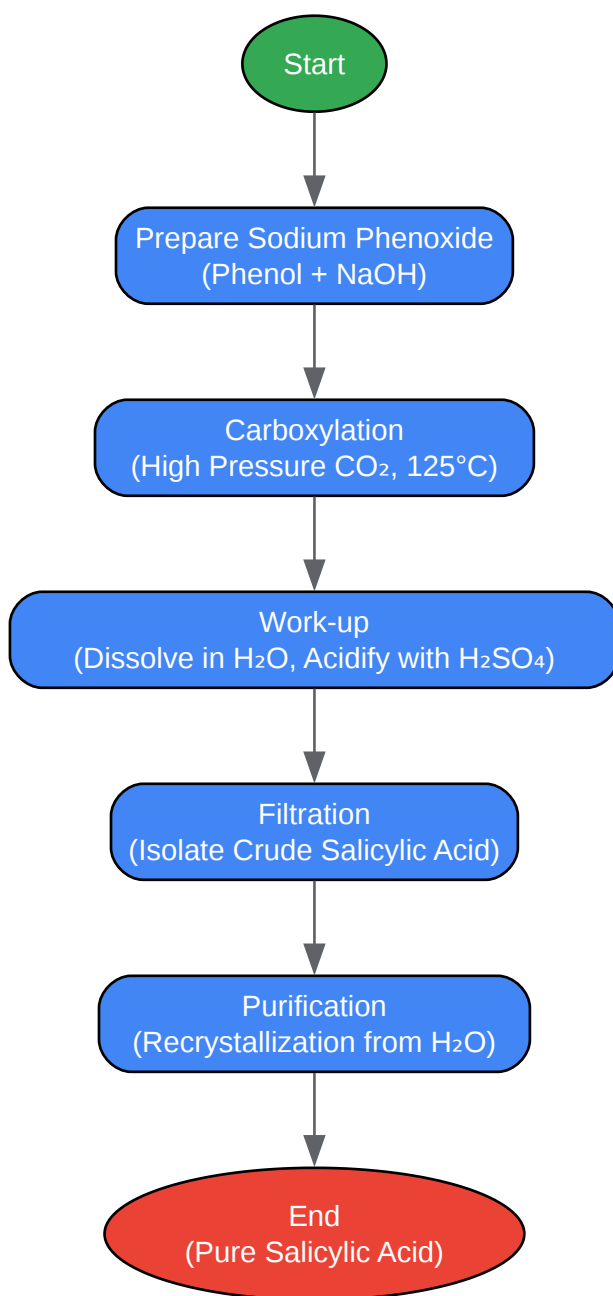 Start
Prepare Sodium Phenoxide
(Phenol + NaOH)
Carboxylation
(High Pressure CO₂, 125°C)
Work-up
(Dissolve in H₂O, Acidify with H₂SO₄)
Filtration
(Isolate Crude Salicylic Acid)
Purification
(Recrystallization from H₂O)
End
(Pure Salicylic Acid)